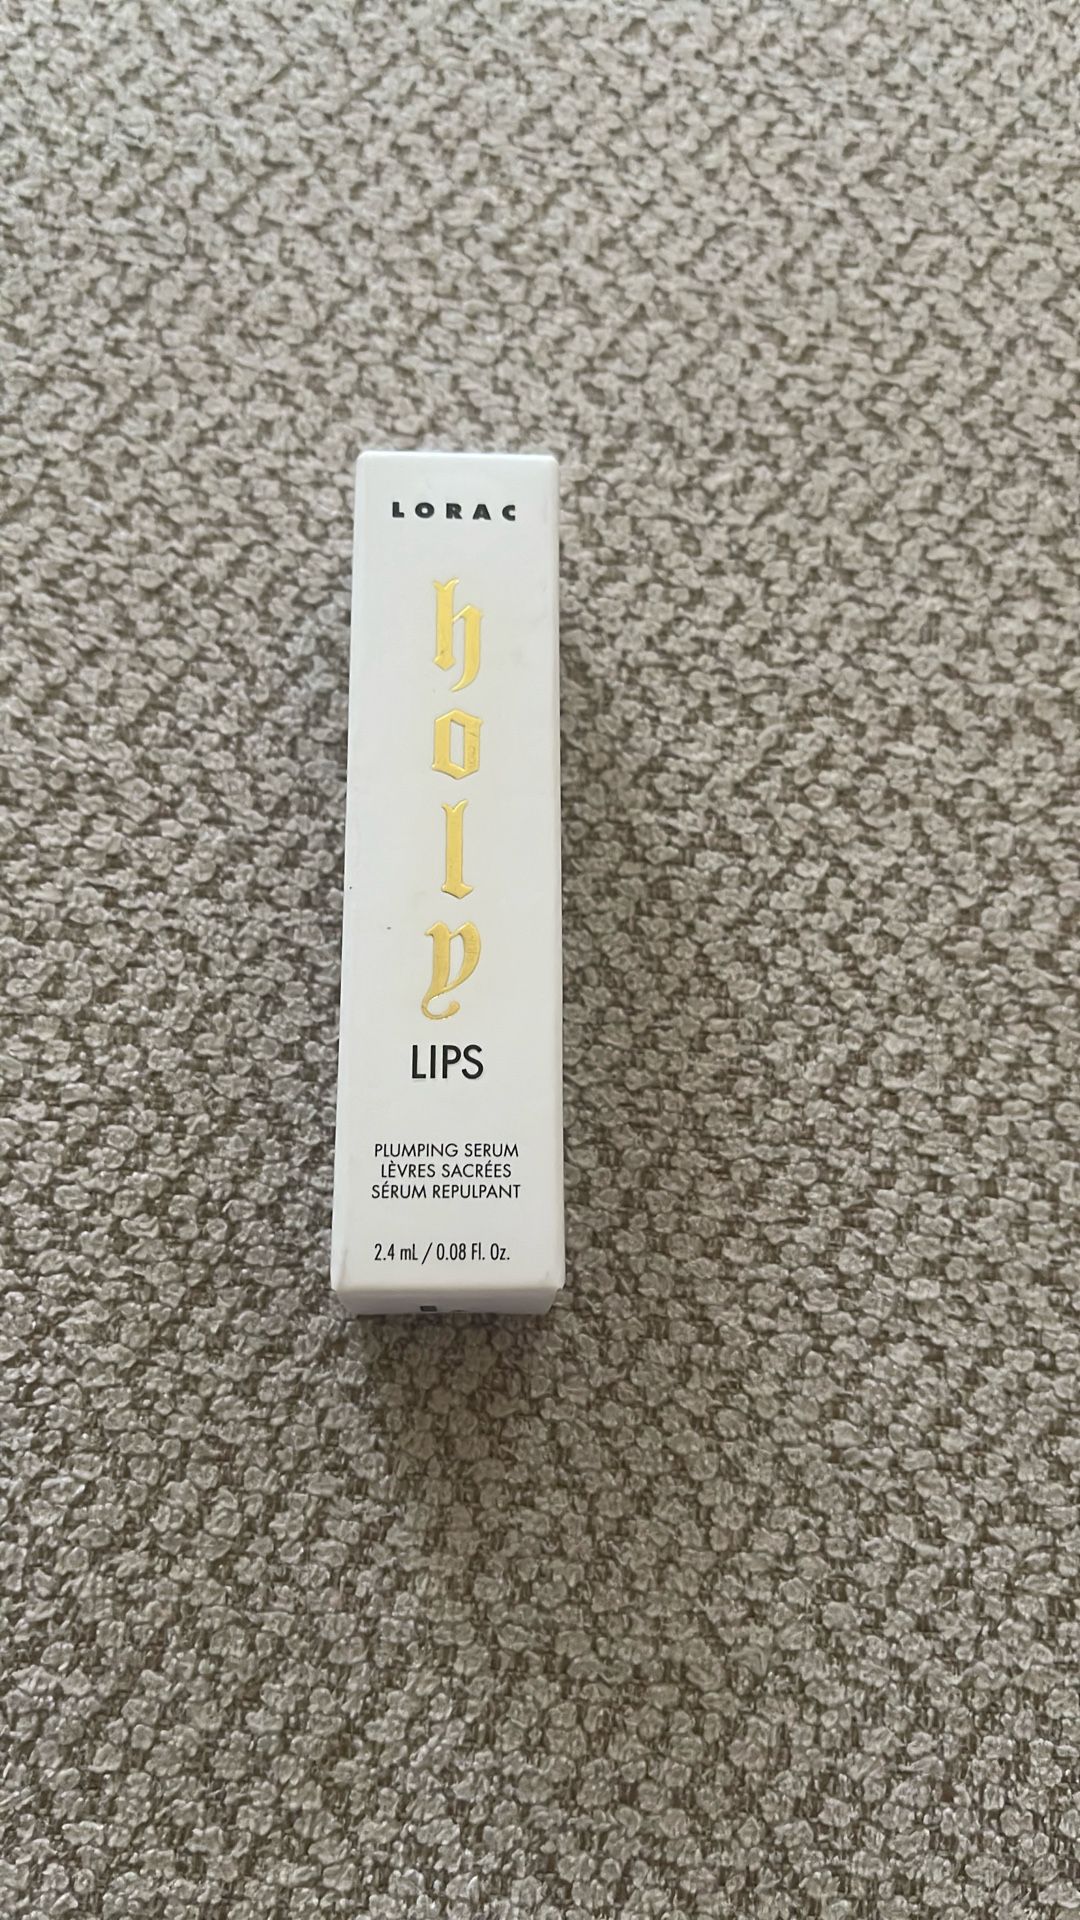 LORAC
holy
LIPS
PLUMPING SERUM
LÈVRES SACRÉES
SÉRUM REPULPANT
2.4 mL / 0.08 Fl. Oz.